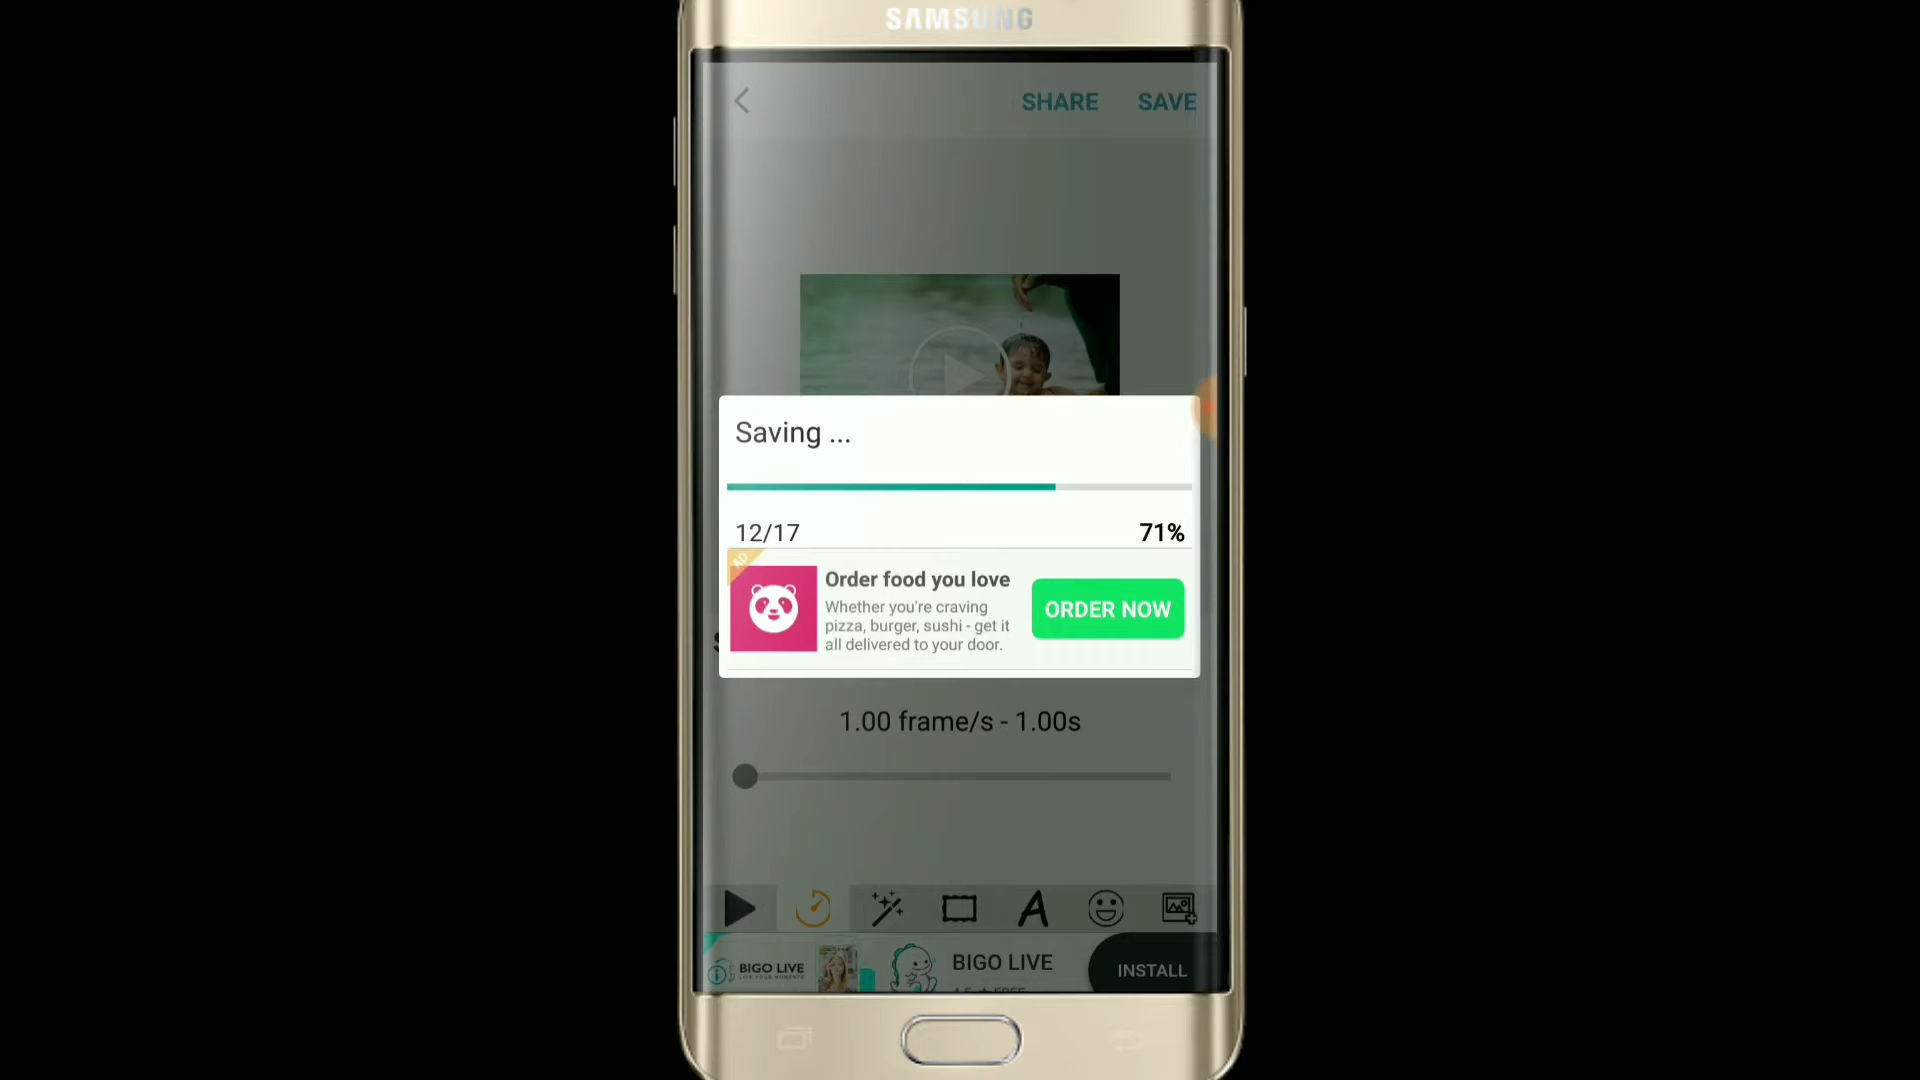 SAMSUNG
SHARE SAVE
Saving ...
12/17 71%
AD
Order food you love
Whether you're craving
pizza, burger, sushi - get it
all delivered to your door.
ORDER NOW
1.00 frame/s - 1.00s
A
BIGO LIVE
BIGO LIVE
INSTALL